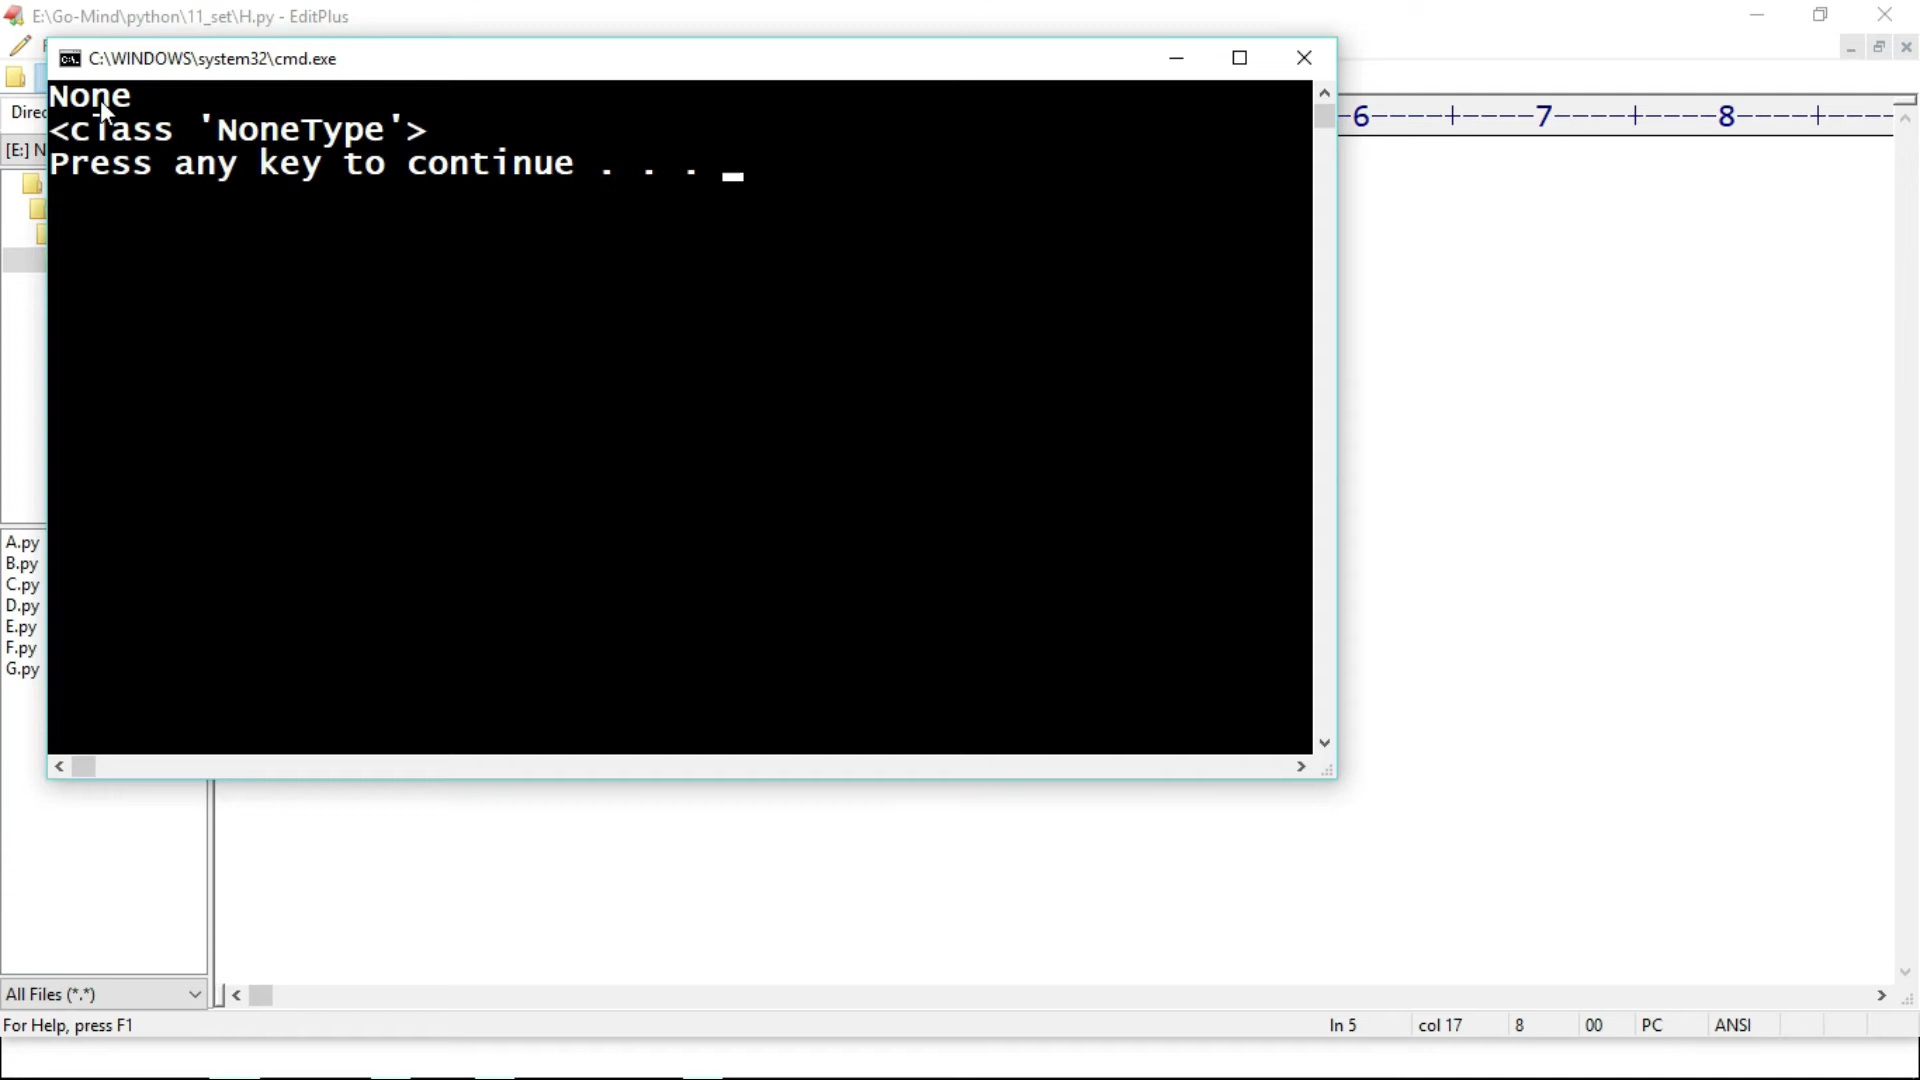 E:\Go-Mind\python\11_set\H.py - EditPlus
C:\WINDOWS\system32\cmd.exe
None
<class 'NoneType'>
Press any key to continue . . .
Direc
[E:] N
-6----+----7----+----8----+----
A.py
B.py
C.py
D.py
E.py
F.py
G.py
All Files (*.*)
For Help, press F1
ln 5
col 17
8
00
PC
ANSI